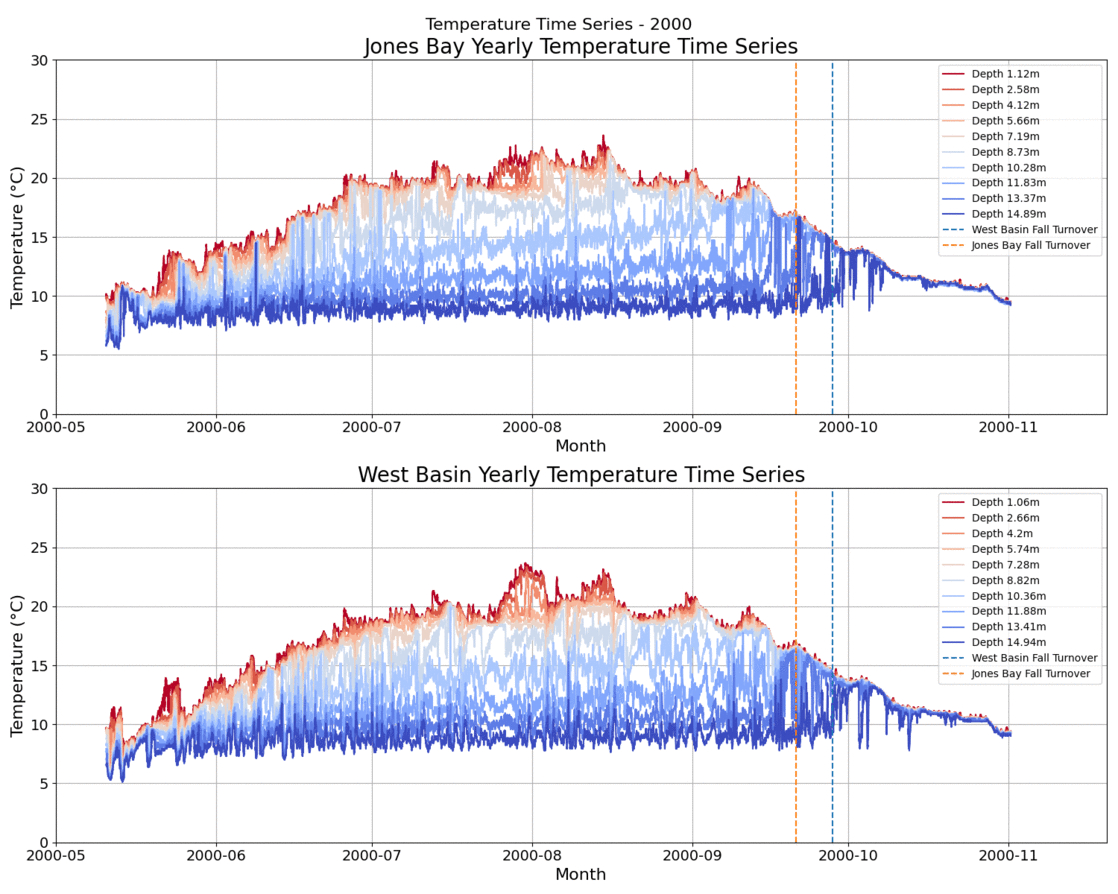 Temperature Time Series - 2000
Jones Bay Yearly Temperature Time Series
30
25
20
15
10
5
0
Temperature (°C)
Depth 1.12m
Depth 2.58m
Depth 4.12m
Depth 5.66m
Depth 7.19m
Depth 8.73m
Depth 10.28m
Depth 11.83m
Depth 13.37m
Depth 14.89m
West Basin Fall Turnover
Jones Bay Fall Turnover
2000-05 2000-06 2000-07 2000-08 2000-09 2000-10 2000-11
Month
West Basin Yearly Temperature Time Series
30
25
20
15
10
5
0
Temperature (°C)
Depth 1.06m
Depth 2.66m
Depth 4.2m
Depth 5.74m
Depth 7.28m
Depth 8.82m
Depth 10.36m
Depth 11.88m
Depth 13.41m
Depth 14.94m
West Basin Fall Turnover
Jones Bay Fall Turnover
2000-05 2000-06 2000-07 2000-08 2000-09 2000-10 2000-11
Month